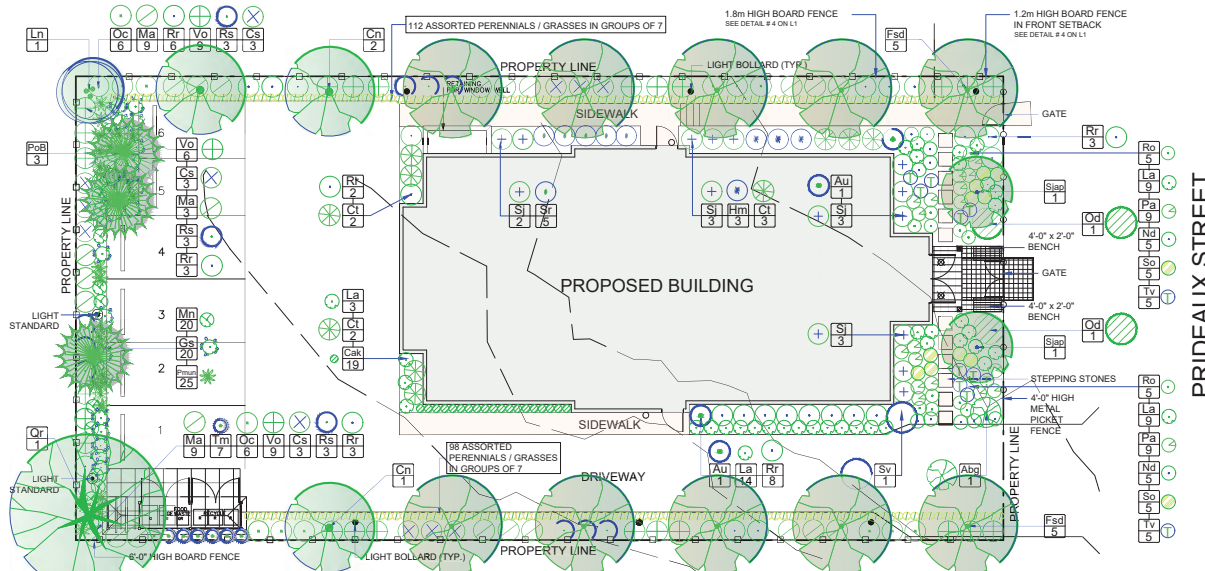 112 ASSORTED PERENNIALS / GRASSES IN GROUPS OF 7
1.8m HIGH BOARD FENCE
SEE DETAIL # 4 ON L1
1.2m HIGH BOARD FENCE
IN FRONT SETBACK
SEE DETAIL # 4 ON L1
Ln
1
Oc
6
Ma
9
Rr
6
Vo
9
Rs
3
Cs
3
Cn
2
Fsd
5
PROPERTY LINE
LIGHT BOLLARD (TYP.)
RETAINING
FOR WINDOW WELL
SIDEWALK
GATE
PoB
3
6
5
4
3
2
1
Vo
6
Cs
3
Ma
3
Rs
3
Rr
3
Rr
2
Ct
2
Sj
2
Sr
5
Sj
3
Hm
3
Ct
3
Au
1
Sj
3
Rr
3
Ro
5
La
9
Pa
9
Nd
5
So
5
Tv
5
Sjap
1
Od
1
4'-0" x 2'-0"
BENCH
GATE
4'-0" x 2'-0"
BENCH
PRIDEAUX STREET
PROPERTY LINE
PROPOSED BUILDING
LIGHT
STANDARD
Mn
20
Gs
20
Pmun
25
La
3
Ct
2
Cak
19
Sj
3
Od
1
Sjap
1
STEPPING STONES
4'-0" HIGH
METAL
PICKET
FENCE
Ro
5
La
9
Pa
9
Nd
5
So
5
Tv
5
Qr
1
LIGHT
STANDARD
Ma
9
Tm
7
Oc
6
Vo
9
Cs
3
Rs
3
Rr
3
SIDEWALK
98 ASSORTED
PERENNIALS / GRASSES
IN GROUPS OF 7
DRIVEWAY
Cn
1
Au
1
La
14
Rr
8
Sv
1
Abg
1
PROPERTY LINE
Fsd
5
FOOD
RECYCLE
6'-0" HIGH BOARD FENCE
LIGHT BOLLARD (TYP.)
PROPERTY LINE